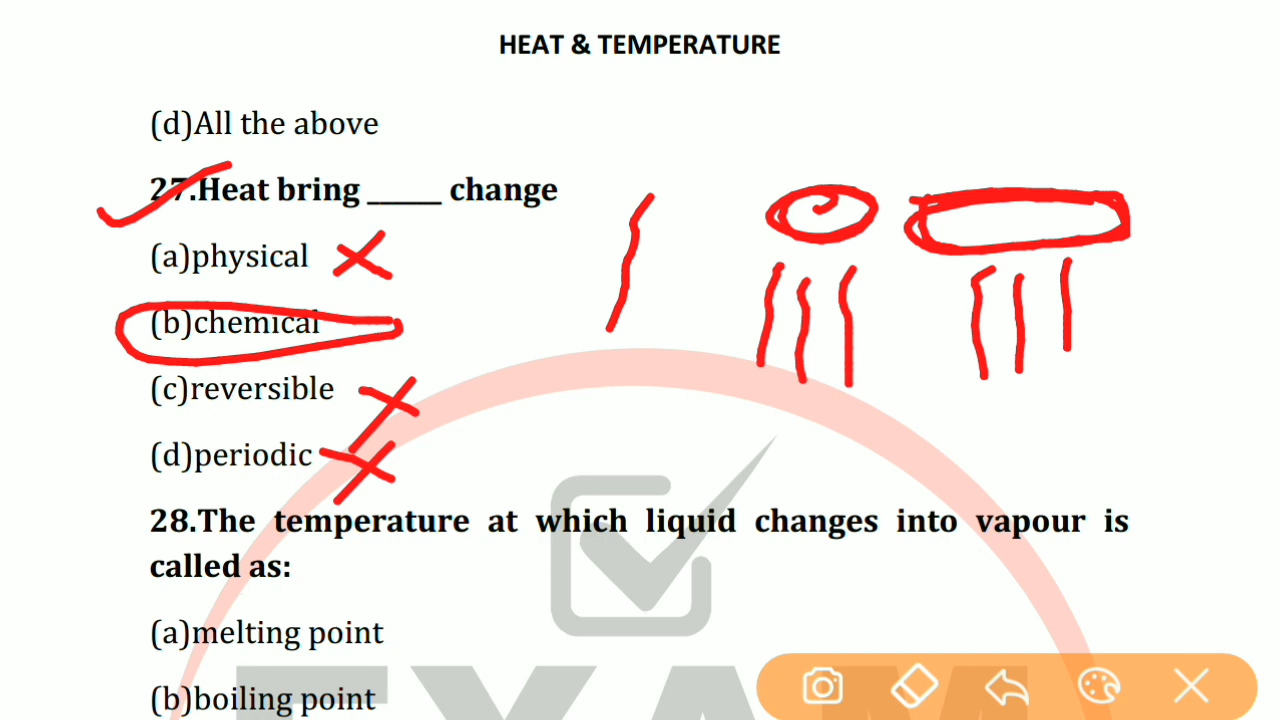 HEAT & TEMPERATURE
(d)All the above
27.Heat bring _____ change
(a)physical
(b)chemical
(c)reversible
(d)periodic
28.The temperature at which liquid changes into vapour is
called as:
(a)melting point
(b)boiling point
EXAM